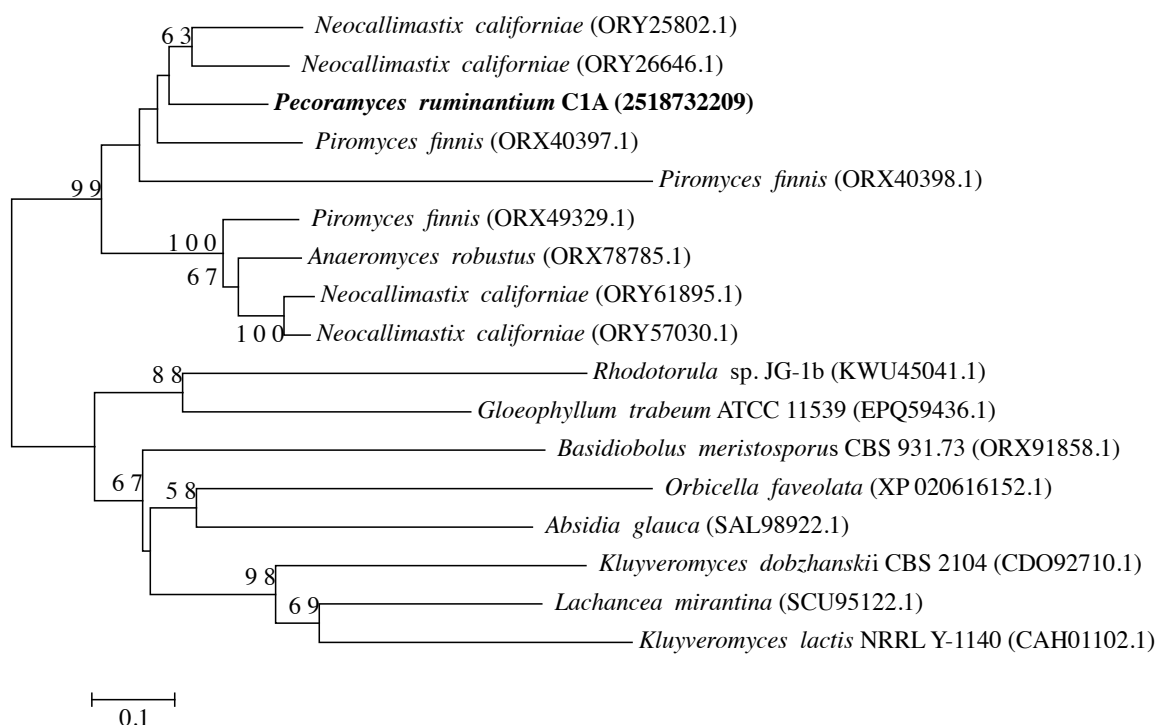 Neocallimastix californiae (ORY25802.1)
63
Neocallimastix californiae (ORY26646.1)
Pecoramyces ruminantium C1A (2518732209)
Piromyces finnis (ORX40397.1)
Piromyces finnis (ORX40398.1)
99
Piromyces finnis (ORX49329.1)
100
Anaeromyces robustus (ORX78785.1)
67
Neocallimastix californiae (ORY61895.1)
100
Neocallimastix californiae (ORY57030.1)
Rhodotorula sp. JG-1b (KWU45041.1)
88
Gloeophyllum trabeum ATCC 11539 (EPQ59436.1)
Basidiobolus meristosporus CBS 931.73 (ORX91858.1)
67
Orbicella faveolata (XP 020616152.1)
58
Absidia glauca (SAL98922.1)
Kluyveromyces dobzhanskii CBS 2104 (CDO92710.1)
98
Lachancea mirantina (SCU95122.1)
69
Kluyveromyces lactis NRRL Y-1140 (CAH01102.1)
0.1